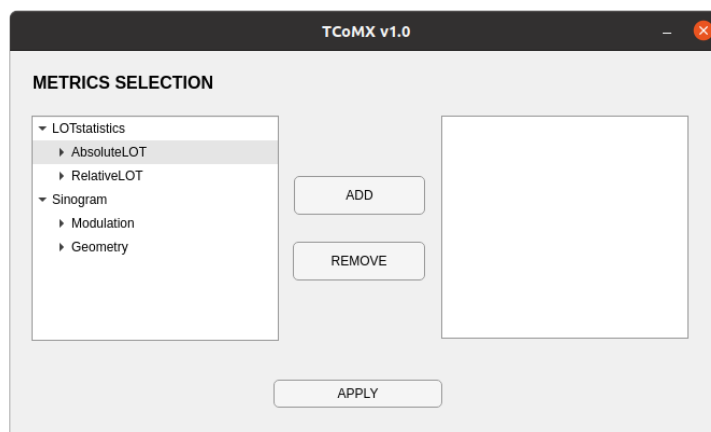 TCoMX v1.0
METRICS SELECTION
LOTstatistics
AbsoluteLOT
RelativeLOT
Sinogram
Modulation
Geometry
ADD
REMOVE
APPLY